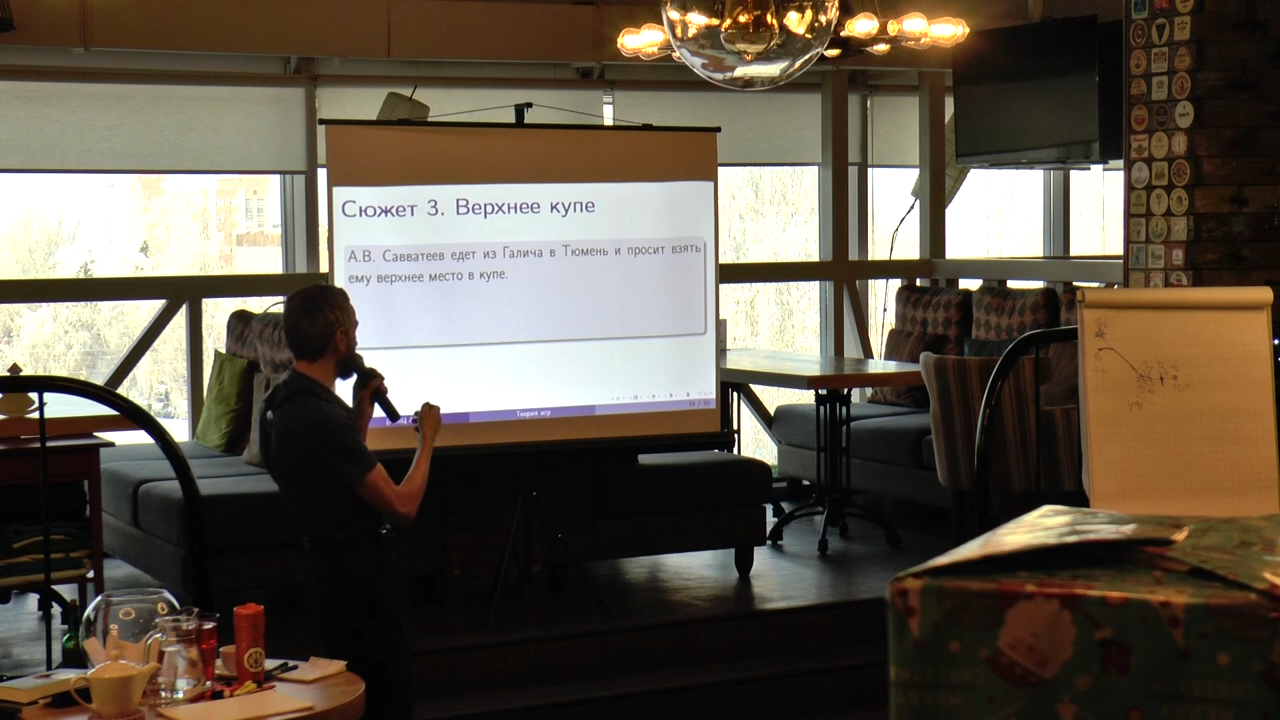 Сюжет 3. Верхнее купе
А.В. Савватеев едет из Галича в Тюмень и просит взять
ему верхнее место в купе.
Теория игр